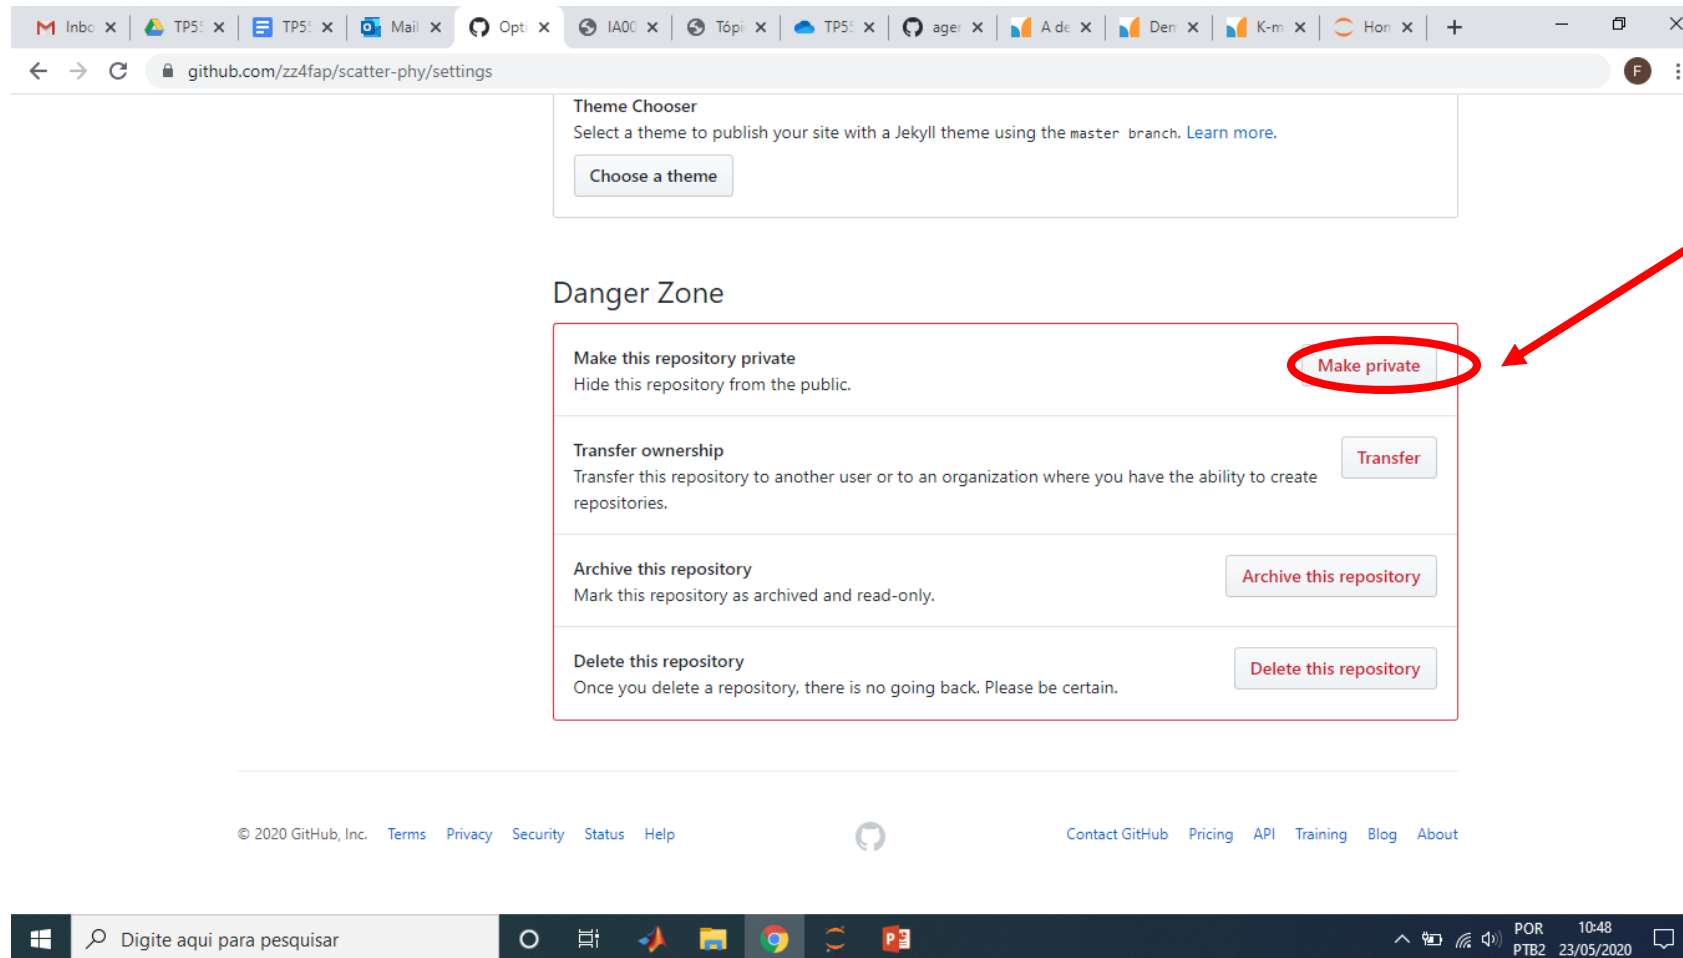 Inbo TP5 TP5 Mail Opti IA00 Tópi TP5 ager A de Den K-m Hon
github.com/zz4fap/scatter-phy/settings F
Theme Chooser
Select a theme to publish your site with a Jekyll theme using the master branch. Learn more.
Choose a theme
Danger Zone
Make this repository private
Hide this repository from the public.
Make private
Transfer ownership
Transfer this repository to another user or to an organization where you have the ability to create
repositories.
Transfer
Archive this repository
Mark this repository as archived and read-only.
Archive this repository
Delete this repository
Once you delete a repository, there is no going back. Please be certain.
Delete this repository
© 2020 GitHub, Inc. Terms Privacy Security Status Help Contact GitHub Pricing API Training Blog About
Digite aqui para pesquisar
POR 10:48
PTB2 23/05/2020